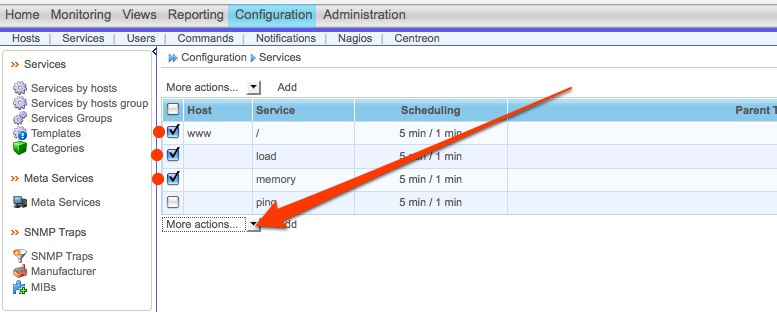 Home Monitoring Views Reporting Configuration Administration
Hosts | Services | Users | Commands | Notifications | Nagios | Centreon
Configuration Services
Services
Services by hosts
Services by hosts group
Services Groups
Templates
Categories
Meta Services
Meta Services
SNMP Traps
SNMP Traps
Manufacturer
MIBs
More actions... Add
Host Service Scheduling Parent T
www / 5 min / 1 min
load 5 min / 1 min
memory 5 min / 1 min
ping 5 min / 1 min
More actions... Add